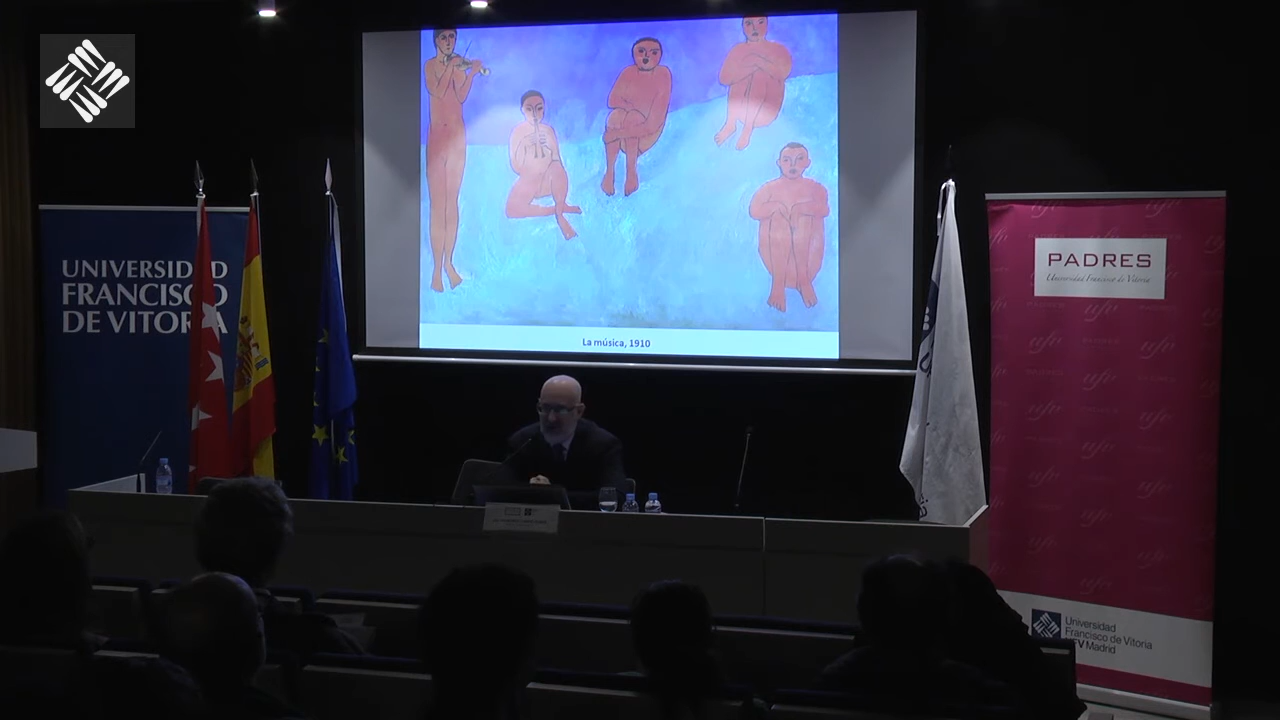 La música, 1910
UNIVERSIDAD
FRANCISCO
DE VITORIA
PADRES
Universidad Francisco de Vitoria
Universidad
Francisco de Vitoria
UFV Madrid